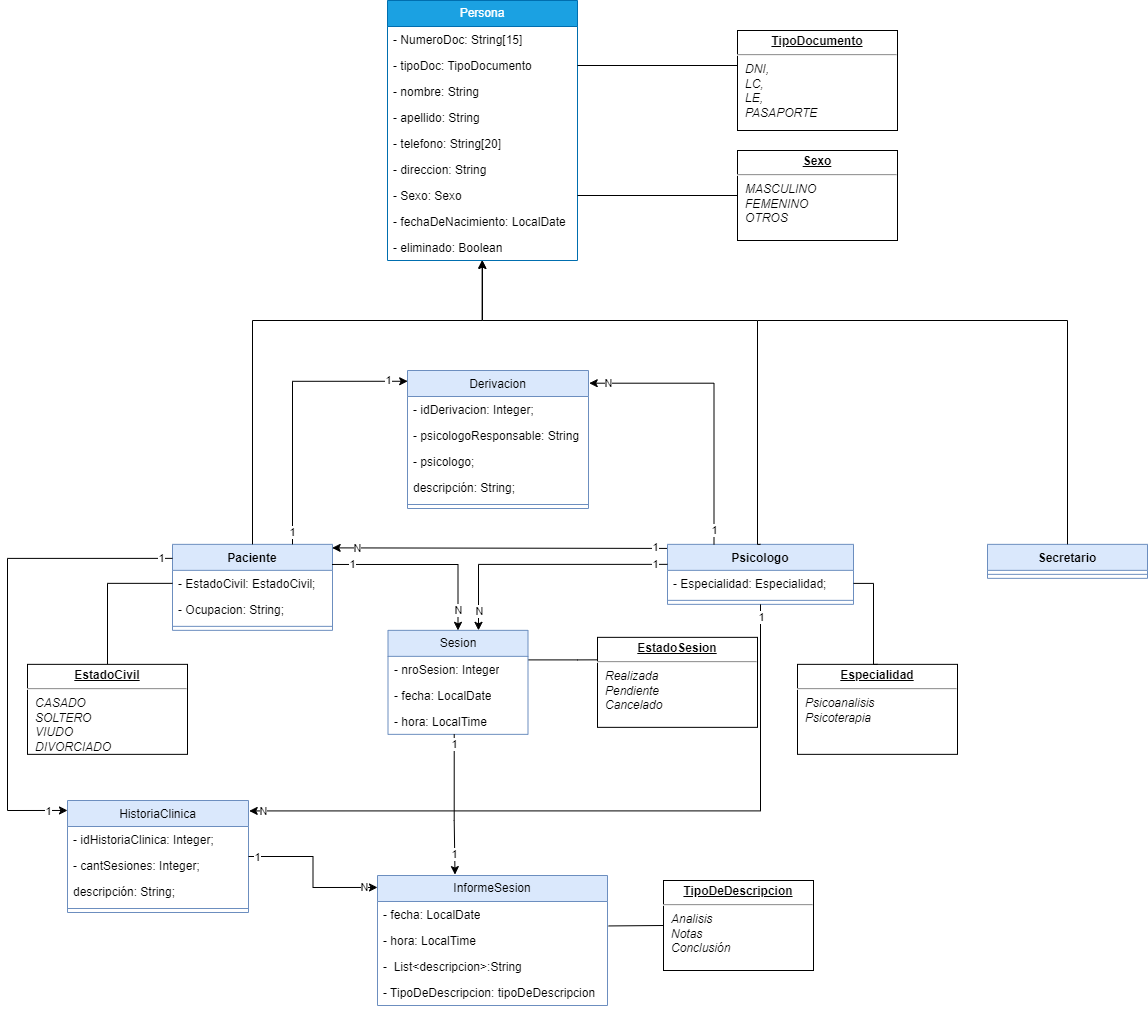 Persona
- NumeroDoc: String[15]
- tipoDoc: TipoDocumento
- nombre: String
- apellido: String
- telefono: String[20]
- direccion: String
- Sexo: Sexo
- fechaDeNacimiento: LocalDate
- eliminado: Boolean
TipoDocumento
DNI,
LC,
LE,
PASAPORTE
Sexo
MASCULINO
FEMENINO
OTROS
1
Derivacion
N
- idDerivacion: Integer;
- psicologoResponsable: String
- psicologo;
descripción: String;
1
1
1
Paciente
N
1
- EstadoCivil: EstadoCivil;
- Ocupacion: String;
1
1
Psicologo
- Especialidad: Especialidad;
1
Secretario
N
N
EstadoCivil
CASADO
SOLTERO
VIUDO
DIVORCIADO
Sesion
- nroSesion: Integer
- fecha: LocalDate
- hora: LocalTime
1
EstadoSesion
Realizada
Pendiente
Cancelado
Especialidad
Psicoanalisis
Psicoterapia
1
HistoriaClinica
N
- idHistoriaClinica: Integer;
- cantSesiones: Integer;
descripción: String;
1
1
N
InformeSesion
- fecha: LocalDate
- hora: LocalTime
- List<descripcion>:String
- TipoDeDescripcion: tipoDeDescripcion
TipoDeDescripcion
Analisis
Notas
Conclusión